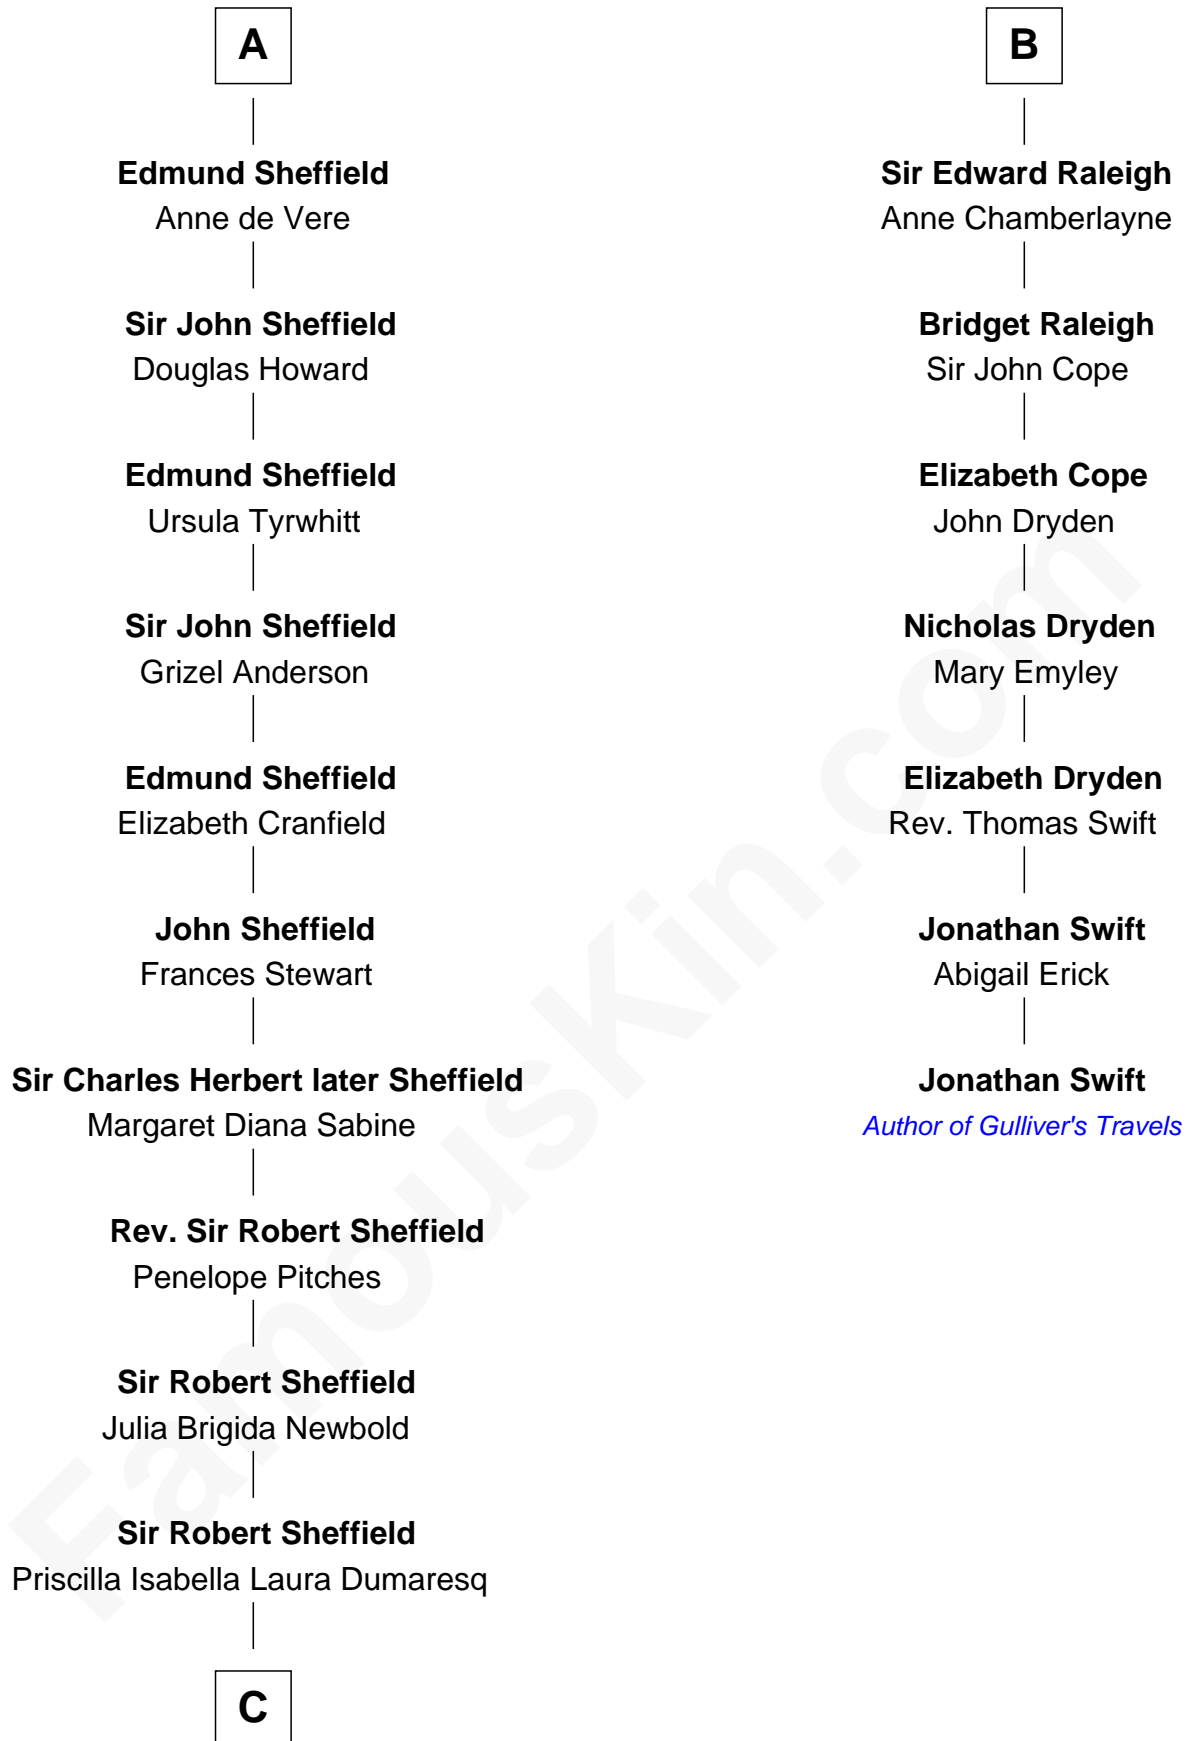 A
Edmund Sheffield
Anne de Vere
Sir John Sheffield
Douglas Howard
Edmund Sheffield
Ursula Tyrwhitt
Sir John Sheffield
Grizel Anderson
Edmund Sheffield
Elizabeth Cranfield
John Sheffield
Frances Stewart
Sir Charles Herbert later Sheffield
Margaret Diana Sabine
Rev. Sir Robert Sheffield
Penelope Pitches
Sir Robert Sheffield
Julia Brigida Newbold
Sir Robert Sheffield
Priscilla Isabella Laura Dumaresq
C
B
Sir Edward Raleigh
Anne Chamberlayne
Bridget Raleigh
Sir John Cope
Elizabeth Cope
John Dryden
Nicholas Dryden
Mary Emyley
Elizabeth Dryden
Rev. Thomas Swift
Jonathan Swift
Abigail Erick
Jonathan Swift
Author of Gulliver's Travels
FamousKin.com